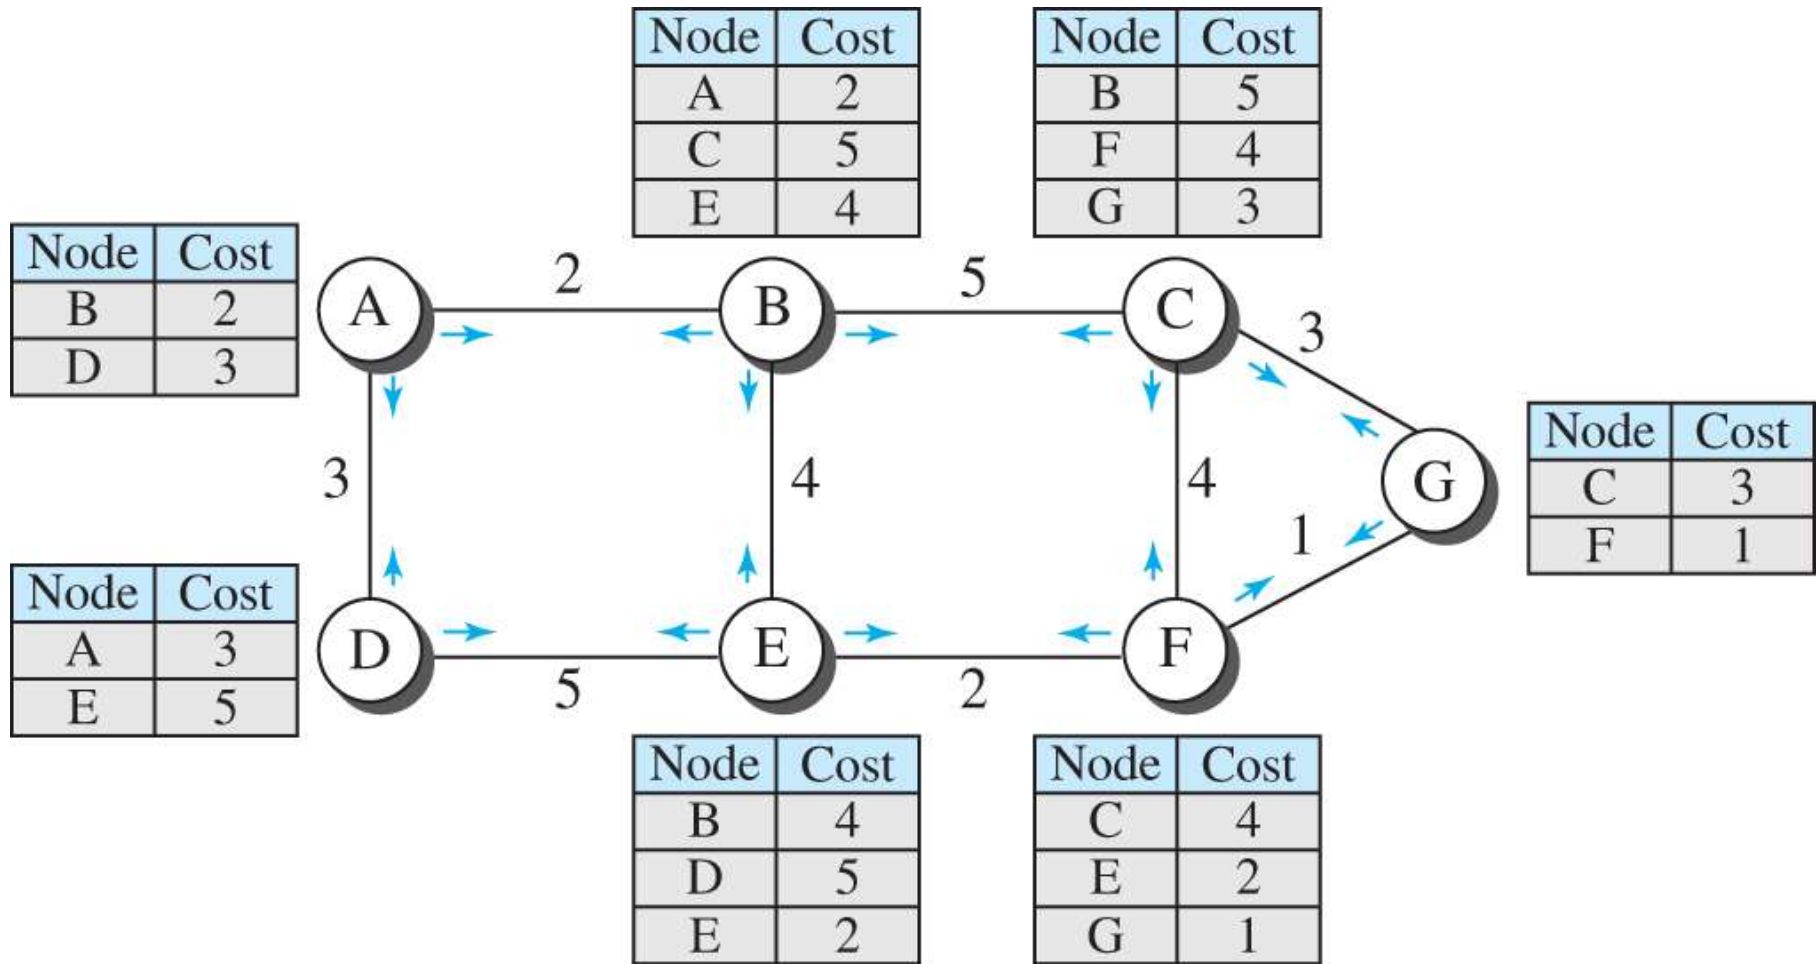 Node Cost
A 2
C 5
E 4
Node Cost
B 5
F 4
G 3
Node Cost
B 2
D 3
A
2
B
5
C
3
3
4
4
G
1
Node Cost
C 3
F 1
Node Cost
A 3
E 5
D
5
E
2
F
Node Cost
B 4
D 5
E 2
Node Cost
C 4
E 2
G 1